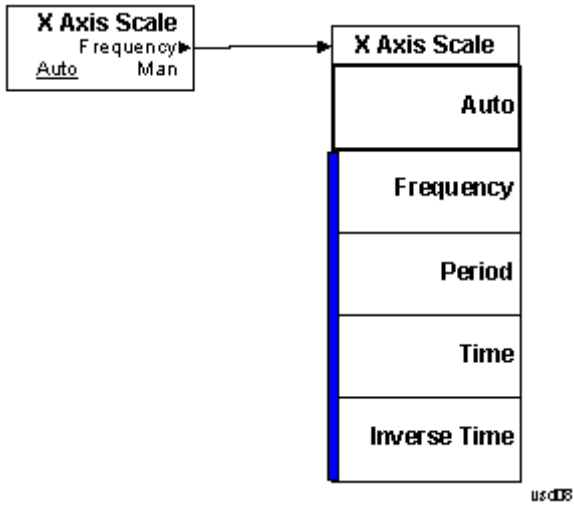 X Axis Scale
Frequency
Auto Man
X Axis Scale
Auto
Frequency
Period
Time
Inverse Time
usd08